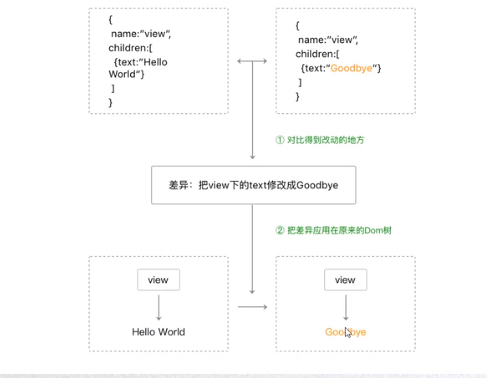 {
name:"view",
children:[
{text:"Hello
World"}
]
}
{
name:"view",
children:[
{text:"Goodbye"}
]
}
① 对比得到改动的地方
差异：把view下的text修改成Goodbye
② 把差异应用在原来的Dom树
view
Hello World
view
Goodbye